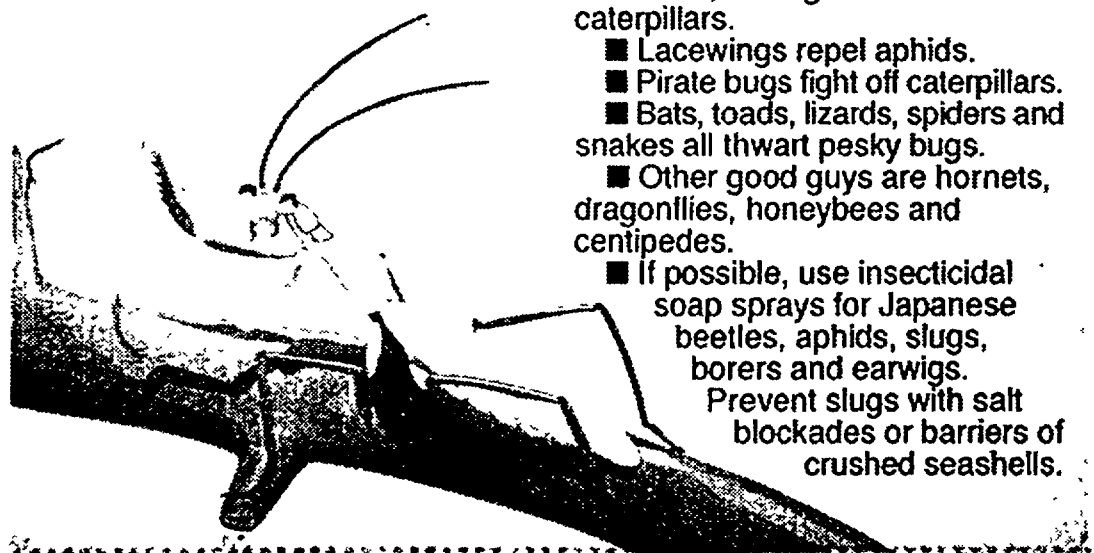 caterpillars.
■ Lacewings repel aphids.
■ Pirate bugs fight off caterpillars.
■ Bats, toads, lizards, spiders and
snakes all thwart pesky bugs.
■ Other good guys are hornets,
dragonflies, honeybees and
centipedes.
■ If possible, use insecticidal
soap sprays for Japanese
beetles, aphids, slugs,
borers and earwigs.
Prevent slugs with salt
blockades or barriers of
crushed seashells.